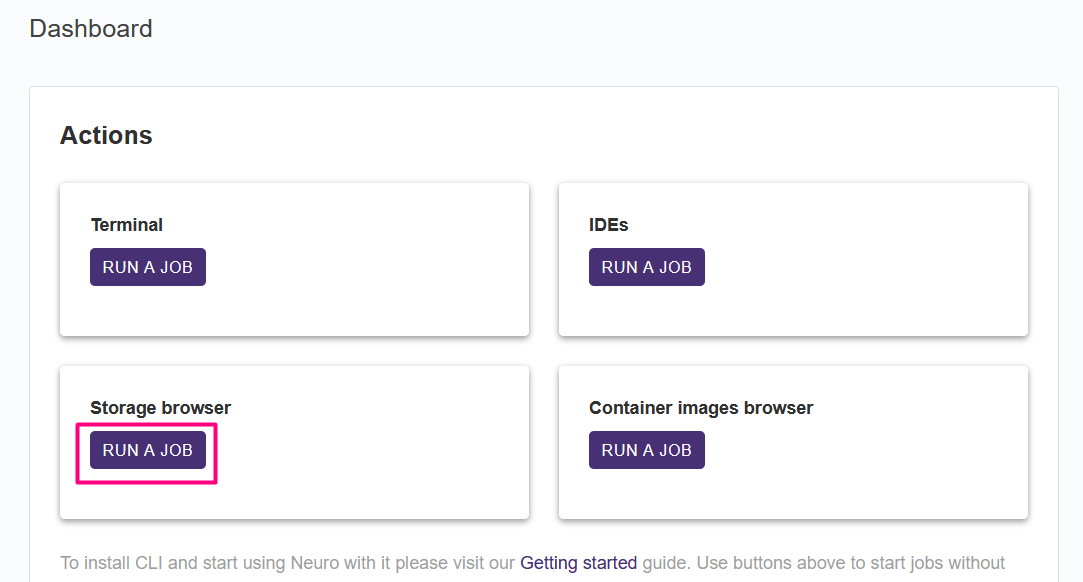 Dashboard
Actions
Terminal
RUN A JOB
IDEs
RUN A JOB
Storage browser
RUN A JOB
Container images browser
RUN A JOB
To install CLI and start using Neuro with it please visit our Getting started guide. Use buttons above to start jobs without